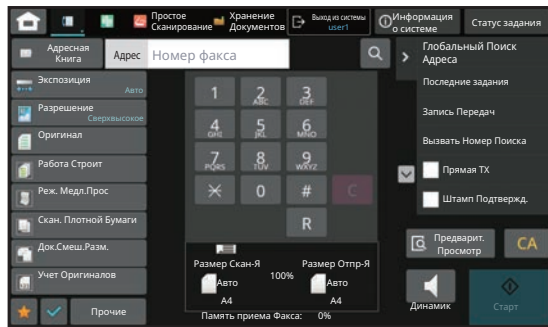 Простое
Сканирование
Хранение
Документов
Выход из системы
user1
Информация
о системе
Статус задания
Адресная
Книга
Адрес
Номер факса
Глобальный Поиск
Адреса
Экспозиция
Авто
Разрешение
Сверхвысокое
Оригинал
Работа Строит
Реж. Медл.Прос
Скан. Плотной Бумаги
Док.Смеш.Разм.
Учет Оригиналов
Прочие
1
2
ABC
3
DEF
4
GHI
5
JKL
6
MNO
7
PQRS
8
TUV
9
WXYZ
0
#
C
R
Размер Скан-Я
Размер Отпр-Я
Авто
100%
Авто
A4
A4
Память приема Факса: 0%
Последние задания
Запись Передач
Вызвать Номер Поиска
Прямая TX
Штамп Подтвержд.
Предварит.
Просмотр
CA
Динамик
Старт